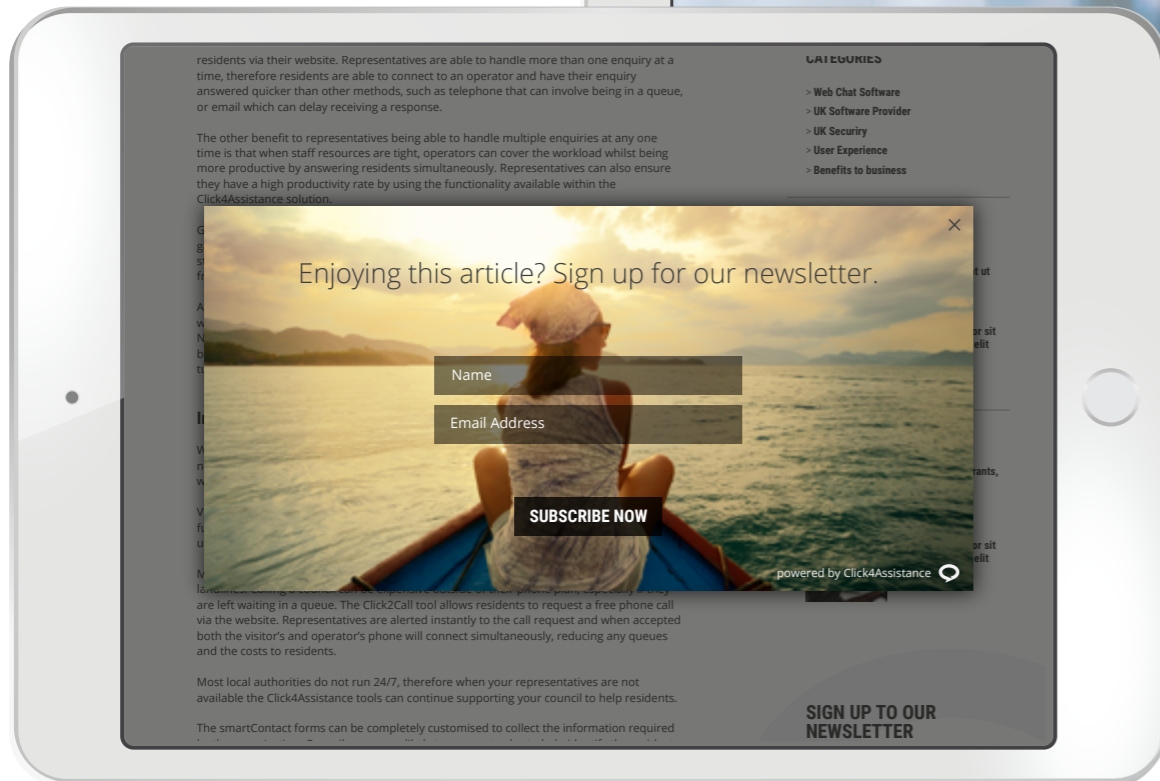 residents via their website. Representatives are able to handle more than one enquiry at a
time, therefore residents are able to connect to an operator and have their enquiry
answered quicker than other methods, such as telephone that can involve being in a queue,
or email which can delay receiving a response.
The other benefit to representatives being able to handle multiple enquiries at any one
time is that when staff resources are tight, operators can cover the workload whilst being
more productive by answering residents simultaneously. Representatives can also ensure
they have a high productivity rate by using the functionality available within the
Click4Assistance solution.
Enjoying this article? Sign up for our newsletter.
Name
Email Address
SUBSCRIBE NOW
powered by Click4Assistance
are left waiting in a queue. The Click2Call tool allows residents to request a free phone call
via the website. Representatives are alerted instantly to the call request and when accepted
both the visitor's and operator's phone will connect simultaneously, reducing any queues
and the costs to residents.
Most local authorities do not run 24/7, therefore when your representatives are not
available the Click4Assistance tools can continue supporting your council to help residents.
The smartContact forms can be completely customised to collect the information required
CATEGORIES
> Web Chat Software
> UK Software Provider
> UK Securiry
> User Experience
> Benefits to business
ut
or sit
elit
rants,
or sit
elit
SIGN UP TO OUR
NEWSLETTER